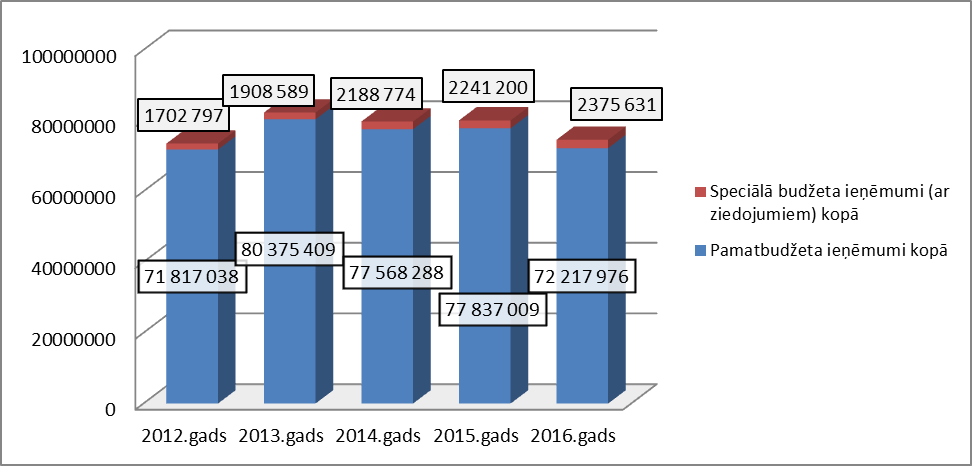 100000000
80000000
60000000
40000000
20000000
0
1702 797
1908 589
2188 774
2241 200
2375 631
71 817 038
80 375 409
77 568 288
77 837 009
72 217 976
2012.gads 2013.gads 2014.gads 2015.gads 2016.gads
Speciālā budžeta ieņēmumi (ar
ziedojumiem) kopā
Pamatbudžeta ieņēmumi kopā